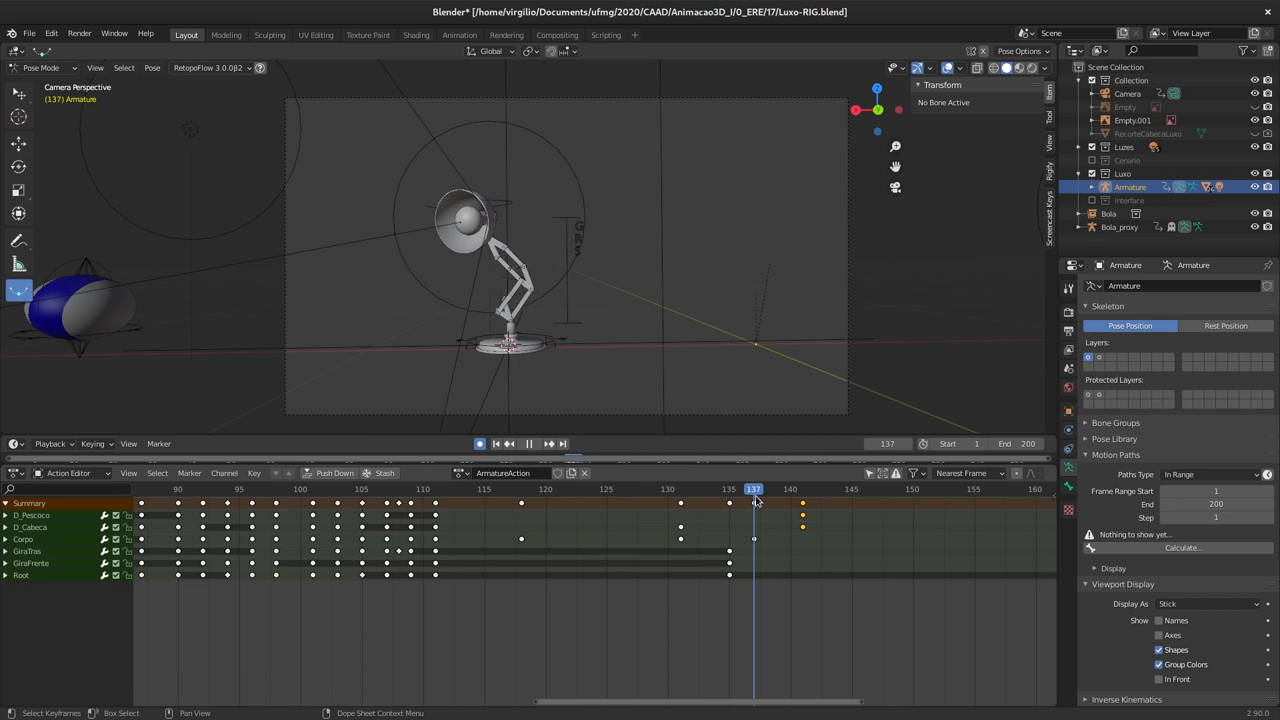 Blender* [/home/virgilio/Documents/ufmg/2020/CAAD/Animacao3D_I/0_ERE/17/Luxo-RIG.blend]
File Edit Render Window Help Layout Modeling Sculpting UV Editing Texture Paint Shading Animation Rendering Compositing Scripting + Scene View Layer
Global Pose Options
Pose Mode View Select Pose RetopoFlow 3.0.0β2
Camera Perspective
(137) Armature
Transform
No Bone Active
Item
Tool
View
Rigify
Screencast Keys
Z
X
Y
Scene Collection
Collection
Camera
Empty
Empty.001
RecorteCabecaLuxo
Luzes
Cenario
Luxo
Armature
Interface
Bola
Bola_proxy
Armature Armature
Armature
Skeleton
Pose Position Rest Position
Layers:
Protected Layers:
Bone Groups
Pose Library
Motion Paths
Paths Type In Range
Frame Range Start 1
End 200
Step 1
Nothing to show yet...
Calculate...
Display
Viewport Display
Display As Stick
Show Names
Axes
Shapes
Group Colors
In Front
Inverse Kinematics
Playback Keying View Marker 137 Start 1 End 200
Action Editor View Select Marker Channel Key Push Down Stash ArmatureAction Nearest Frame
90 95 100 105 110 115 120 125 130 135 137 140 145 150 155 160
Summary
D_Pescoco
D_Cabeca
Corpo
GiraTras
GiraFrente
Root
Select Keyframes Box Select Pan View Dope Sheet Context Menu 2.90.0